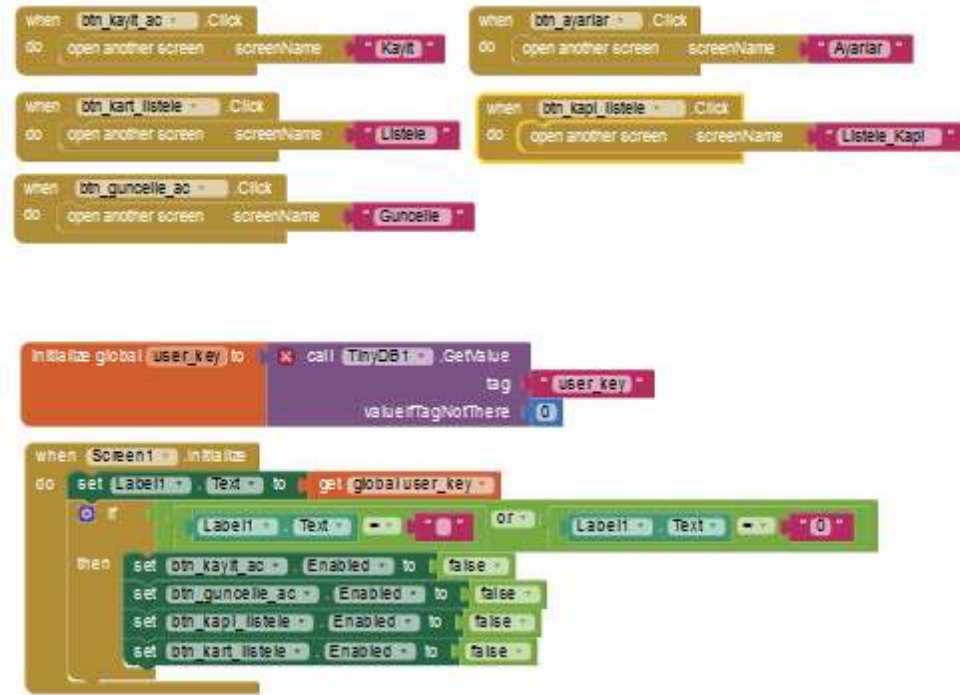 when btn_kayit_ac .Click
do open another screen screenName " Kayit "
when btn_ayarlar .Click
do open another screen screenName " Ayarlar "
when btn_kart_listele .Click
do open another screen screenName " Listele "
when btn_kapi_listele .Click
do open another screen screenName " Listele_Kapi "
when btn_guncelle_ac .Click
do open another screen screenName " Guncelle "
initialize global user_key to call TinyDB1 .GetValue
tag " user_key "
valueIfTagNotThere 0
when Screen1 .Initialize
do set Label1 . Text to get global user_key
if Label1 . Text = " " or Label1 . Text = " 0 "
then set btn_kayit_ac . Enabled to false
set btn_guncelle_ac . Enabled to false
set btn_kapi_listele . Enabled to false
set btn_kart_listele . Enabled to false